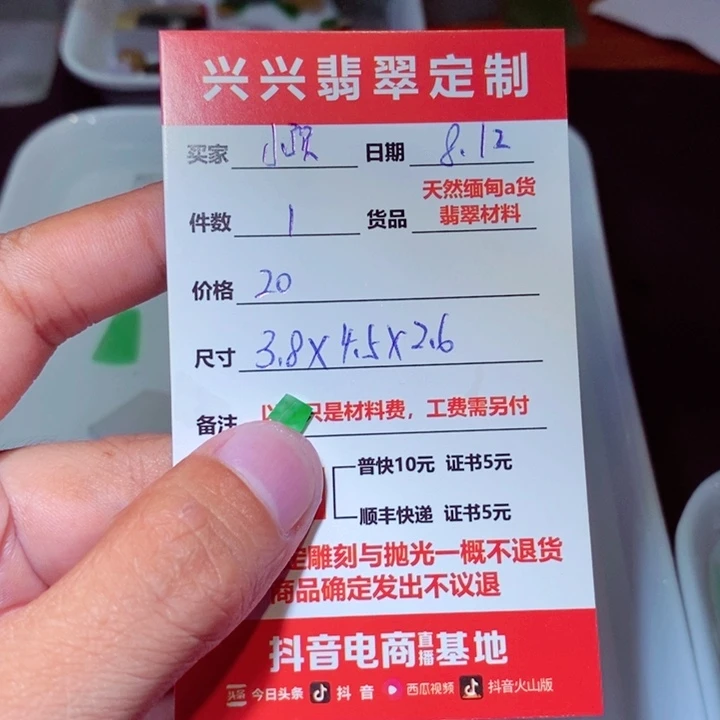 兴兴翡翠定制
买家 日期 8.12
件数 1 货品 天然缅甸a货
翡翠材料
价格 20
尺寸 3.8X4.5X2.6
备注 只是材料费，工费需另付
普快10元 证书5元
顺丰快递 证书5元
雕刻与抛光一概不退货
商品确定发出不议退
抖音电商直播基地
头条 今日头条 抖音 西瓜视频 抖音火山版